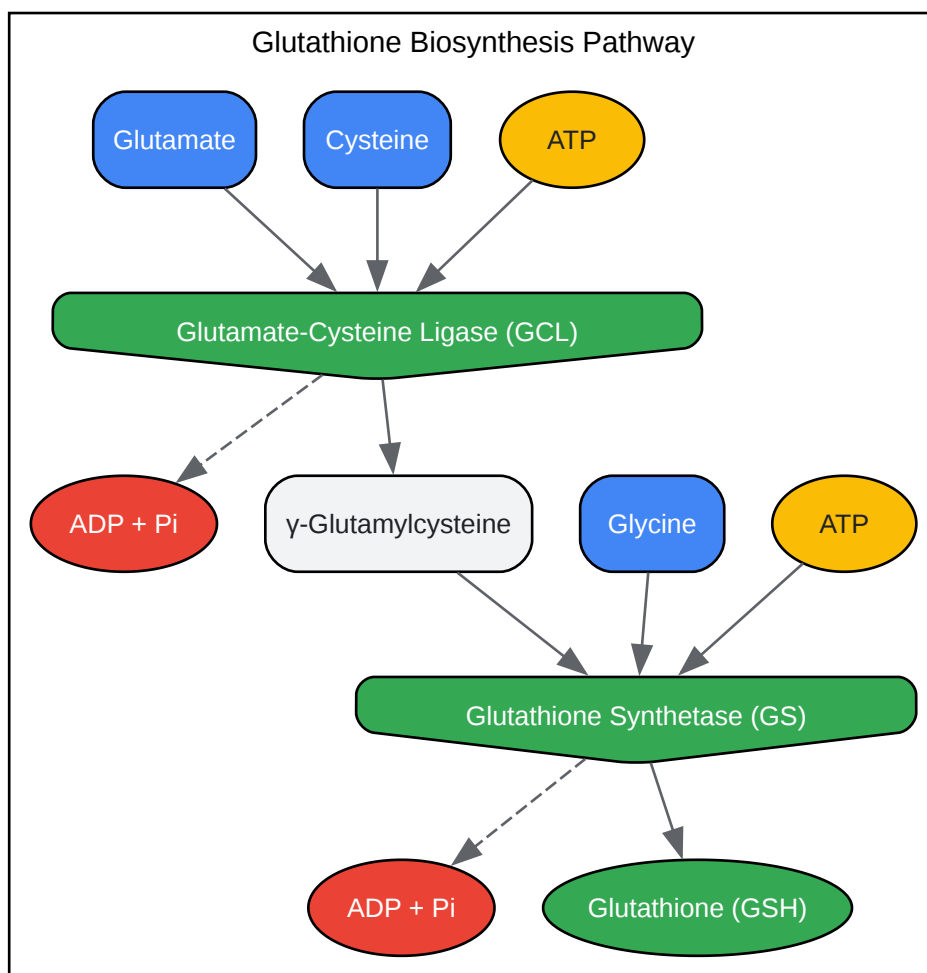 Glutathione Biosynthesis Pathway
Glutamate
Cysteine
ATP
Glutamate-Cysteine Ligase (GCL)
ADP + Pi
γ-Glutamylcysteine
Glycine
ATP
Glutathione Synthetase (GS)
ADP + Pi
Glutathione (GSH)